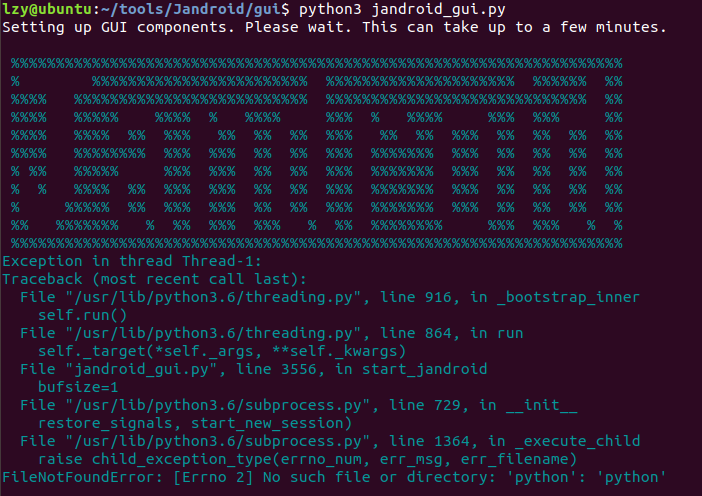 lzy@ubuntu:~/tools/Jandroid/gui$ python3 jandroid_gui.py
Setting up GUI components. Please wait. This can take up to a few minutes.
JANDROID
Exception in thread Thread-1:
Traceback (most recent call last):
File "/usr/lib/python3.6/threading.py", line 916, in _bootstrap_inner
self.run()
File "/usr/lib/python3.6/threading.py", line 864, in run
self._target(*self._args, **self._kwargs)
File "jandroid_gui.py", line 3556, in start_jandroid
bufsize=1
File "/usr/lib/python3.6/subprocess.py", line 729, in __init__
restore_signals, start_new_session)
File "/usr/lib/python3.6/subprocess.py", line 1364, in _execute_child
raise child_exception_type(errno_num, err_msg, err_filename)
FileNotFoundError: [Errno 2] No such file or directory: 'python': 'python'